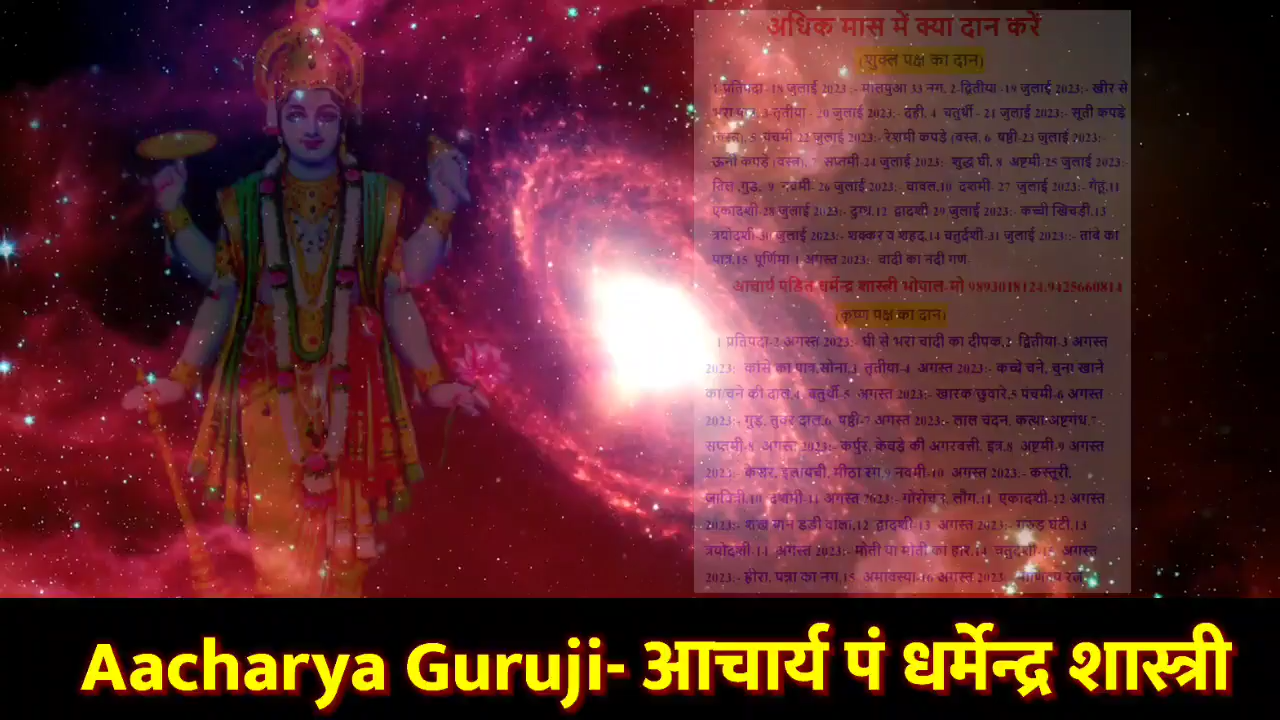 अधिक मास में क्या दान करें
(शुक्ल पक्ष का दान)
1 प्रतिपदा-18 जुलाई 2023 :- मालपुआ 33 नग, 2 द्वितीया -19 जुलाई 2023:- खीर से
भरा पात्र, 3 तृतीया - 20 जुलाई 2023:- दही, 4 चतुर्थी - 21 जुलाई 2023:- सूती कपड़े
(वस्त्र), 5 पंचमी-22 जुलाई 2023:- रेशमी कपड़े (वस्त्र, 6 षष्ठी-23 जुलाई 2023:-
ऊनी कपड़े (वस्त्र), 7 सप्तमी-24 जुलाई 2023: शुद्ध घी, 8 अष्टमी-25 जुलाई 2023:-
तिल ,गुड़, 9 नवमी- 26 जुलाई 2023: चावल,10 दशमी- 27 जुलाई 2023:- गेहूं,11
एकादशी-28 जुलाई 2023:- दुग्ध,12 द्वादशी 29 जुलाई 2023:- कच्ची खिचड़ी,13
त्रयोदशी-30 जुलाई 2023:- शक्कर व शहद,14 चतुर्दशी-31 जुलाई 2023::- तांबे का
पात्र,15 पूर्णिमा 1 अगस्त 2023:- चांदी का नंदी गण
आचार्य पंडित धर्मेन्द्र शास्त्री भोपाल-मो 9893018124,9425660814
(कृष्ण पक्ष का दान)
1 प्रतिपदा-2 अगस्त 2023:- घी से भरा चांदी का दीपक,2 द्वितीया-3 अगस्त
2023:- कांसे का पात्र,सोना,3 तृतीया-4 अगस्त 2023:- कच्चे चने, चुना खाने
का चने की दाल,4 चतुर्थी-5 अगस्त 2023:- खारक छुवारे,5 पंचमी-6 अगस्त
2023:- गुड़, तुवर दाल,6 षष्ठी-7 अगस्त 2023:- लाल चंदन, कत्था अष्टगंध,7
सप्तमी-8 अगस्त 2023:- कर्पूर, केवड़े की अगरबत्ती, इत्र,8 अष्टमी-9 अगस्त
2023:- केसर, इलायची, मीठा रंग,9 नवमी-10 अगस्त 2023:- कस्तूरी,
जावित्री,10 दशमी-11 अगस्त 2023:- गोरोचन, लौंग,11 एकादशी-12 अगस्त
2023:- शंख पान डंडी वाला,12 द्वादशी-13 अगस्त 2023:- गरुड़ घंटी,13
त्रयोदशी-14 अगस्त 2023:- मोती या मोती का हार,14 चतुर्दशी-15 अगस्त
2023:- हीरा, पन्ना का नग,15 अमावस्या-16 अगस्त 2023 रत्न
Aacharya Guruji- आचार्य पं धर्मेन्द्र शास्त्री